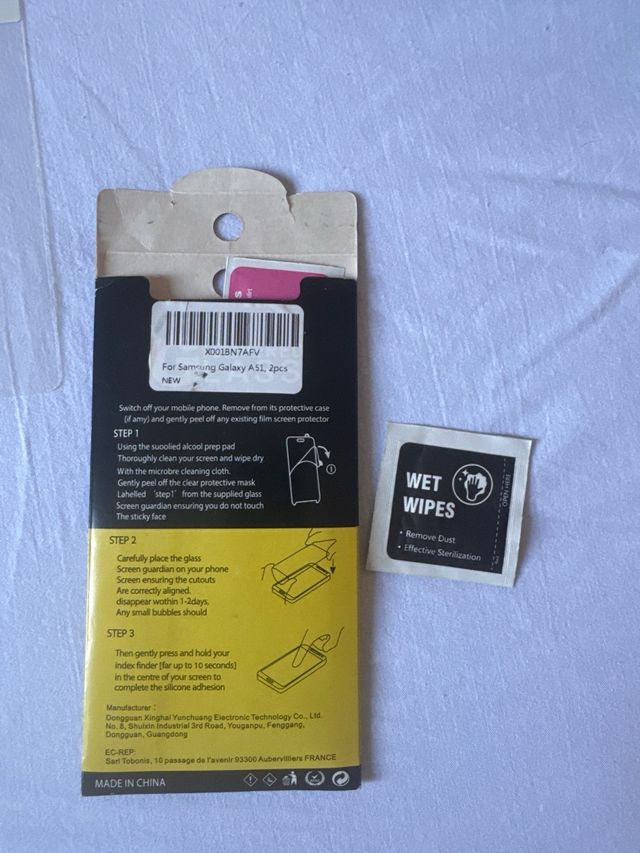 X001BN7AFV
For Samsung Galaxy A51, 2pcs
NEW
Switch off your mobile phone. Remove from its protective case
(if amy) and gently peel off any existing film screen protector
STEP 1
Using the suoolied alcool prep pad
Thoroughly clean your screen and wipe dry
With the microbre cleaning cloth.
Gently peel off the clear protective mask
Lahelled 'step1' from the supplied glass
Screen guardian ensuring you do not touch
The sticky face
STEP 2
Carefully place the glass
Screen guardian on your phone
Screen ensuring the cutouts
Are correctly aligned.
disappear wothin 1-2days,
Any small bubbles should
STEP 3
Then gently press and hold your
index finder [far up to 10 seconds]
in the centre of your screen to
complete the silicone adhesion
Manufacturer :
Dongguan Xinghai Yunchuang Electronic Technology Co., Ltd.
No. 8, Shuixin Industrial 3rd Road, Youganpu, Fenggang,
Dongguan, Guangdong
EC-REP:
Sarl Tobonis, 10 passage de l'avenir 93300 Aubervilliers FRANCE
MADE IN CHINA
WET
WIPES
• Remove Dust
• Effective Sterilization
OPEN HERE